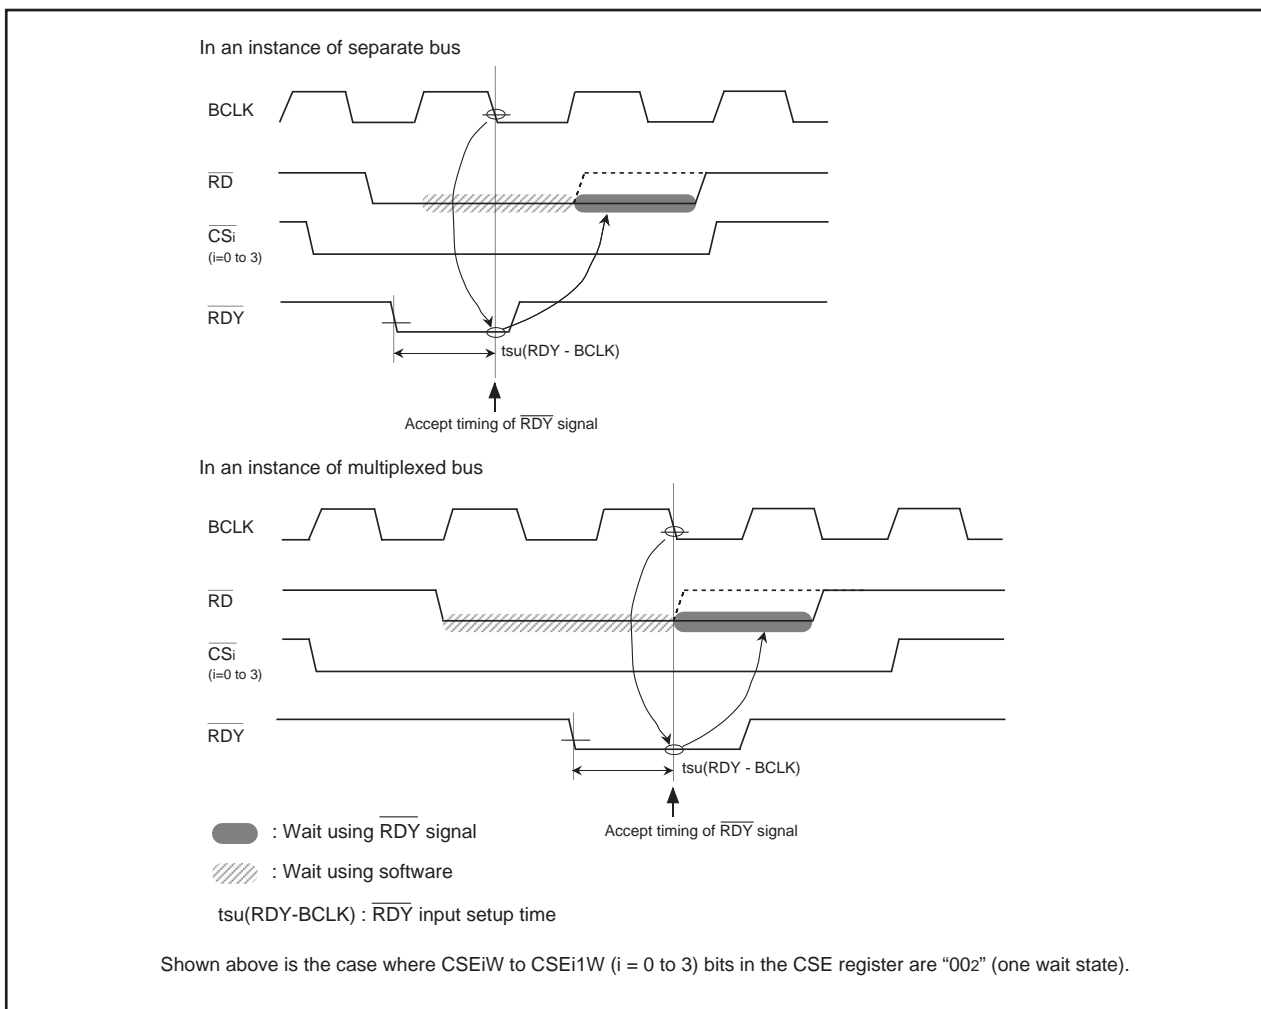 In an instance of separate bus
BCLK
RD
CSi
(i=0 to 3)
RDY
tsu(RDY - BCLK)
Accept timing of RDY signal
In an instance of multiplexed bus
BCLK
RD
CSi
(i=0 to 3)
RDY
tsu(RDY - BCLK)
Accept timing of RDY signal
: Wait using RDY signal
: Wait using software
tsu(RDY-BCLK) : RDY input setup time
Shown above is the case where CSEiW to CSEi1W (i = 0 to 3) bits in the CSE register are “002” (one wait state).